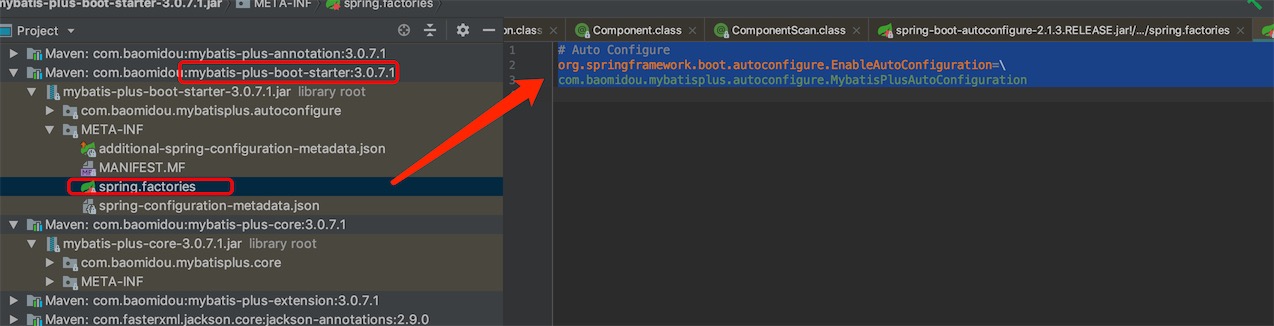 mybatis-plus-boot-starter-3.0.7.1.jar META-INF spring.factories
Project
on.class Component.class ComponentScan.class spring-boot-autoconfigure-2.1.3.RELEASE.jar!/.../spring.factories
Maven: com.baomidou:mybatis-plus-annotation:3.0.7.1
Maven: com.baomidou:mybatis-plus-boot-starter:3.0.7.1
mybatis-plus-boot-starter-3.0.7.1.jar library root
com.baomidou.mybatisplus.autoconfigure
META-INF
additional-spring-configuration-metadata.json
MANIFEST.MF
spring.factories
spring-configuration-metadata.json
Maven: com.baomidou:mybatis-plus-core:3.0.7.1
mybatis-plus-core-3.0.7.1.jar library root
com.baomidou.mybatisplus.core
META-INF
Maven: com.baomidou:mybatis-plus-extension:3.0.7.1
Maven: com.fasterxml.jackson.core:jackson-annotations:2.9.0
1 # Auto Configure
2 org.springframework.boot.autoconfigure.EnableAutoConfiguration=\
3 com.baomidou.mybatisplus.autoconfigure.MybatisPlusAutoConfiguration